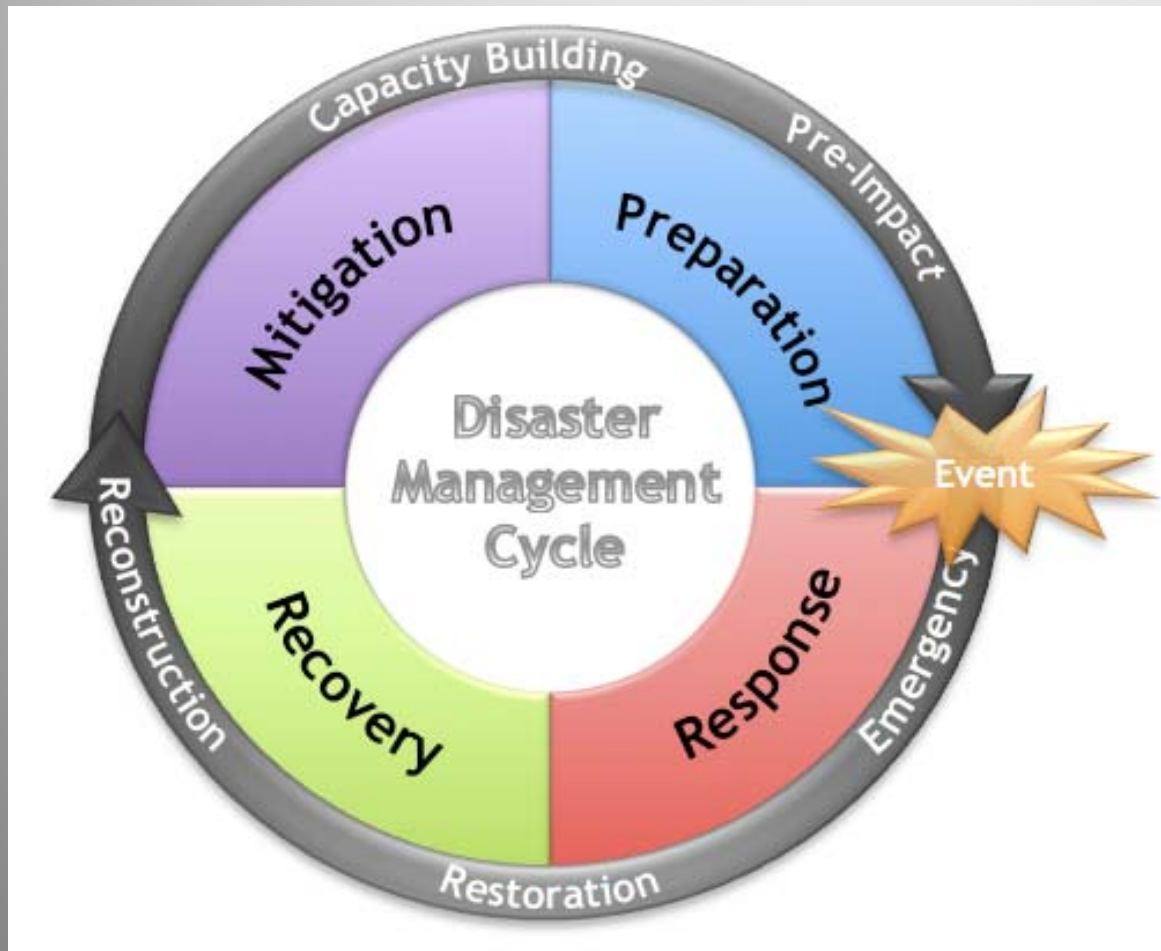 Capacity Building
Pre-Impact
Mitigation
Preparation
Disaster
Management
Cycle
Event
Reconstruction
Recovery
Response
Emergency
Restoration